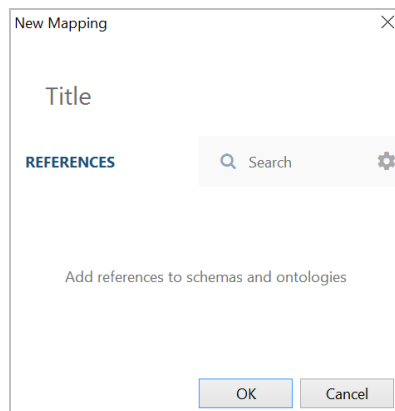 New Mapping
Title
REFERENCES Search
Add references to schemas and ontologies
OK Cancel